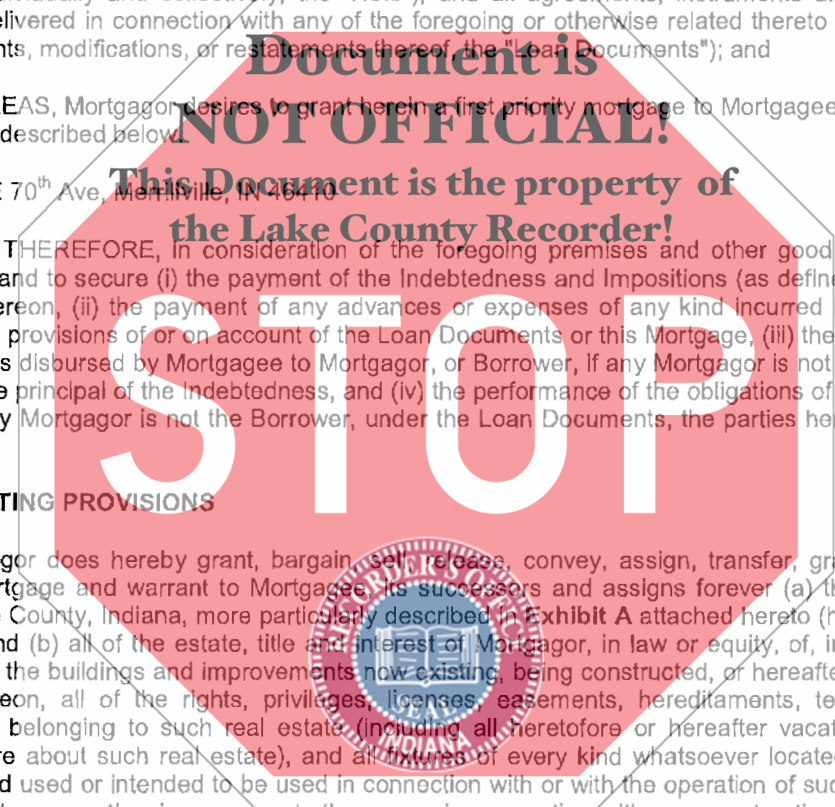 elivered in connection with any of the foregoing or otherwise related thereto
nts, modifications, or restatements thereof, the "Loan Documents"); and
Document is
EAS, Mortgagor desires to grant herein a first priority mortgage to Mortgagee
NOT OFFICIAL!
described below
This Document is the property of
E 70th Ave, Merrillville, IN 46410
the Lake County Recorder!
THEREFORE, in consideration of the foregoing premises and other good
and to secure (i) the payment of the Indebtedness and Impositions (as define
ereon, (ii) the payment of any advances or expenses of any kind incurred
provisions of or on account of the Loan Documents or this Mortgage, (iii) the
s disbursed by Mortgagee to Mortgagor, or Borrower, if any Mortgagor is not
e principal of the Indebtedness, and (iv) the performance of the obligations of
y Mortgagor is not the Borrower, under the Loan Documents, the parties he
STOP
TING PROVISIONS
gor does hereby grant, bargain, sell, release, convey, assign, transfer, gr
rtgage and warrant to Mortgagee, its successors and assigns forever (a) th
County, Indiana, more particularly described in Exhibit A attached hereto (h
nd (b) all of the estate, title and interest of Mortgagor, in law or equity, of, i
the buildings and improvements now existing, being constructed, or hereafte
eon, all of the rights, privileges, licenses, easements, hereditaments, te
belonging to such real estate (including all heretofore or hereafter vacat
re about such real estate), and all fixtures of every kind whatsoever locate
d used or intended to be used in connection with or with the operation of su
RECORDER'S OFFICE
SEAL
INDIANA